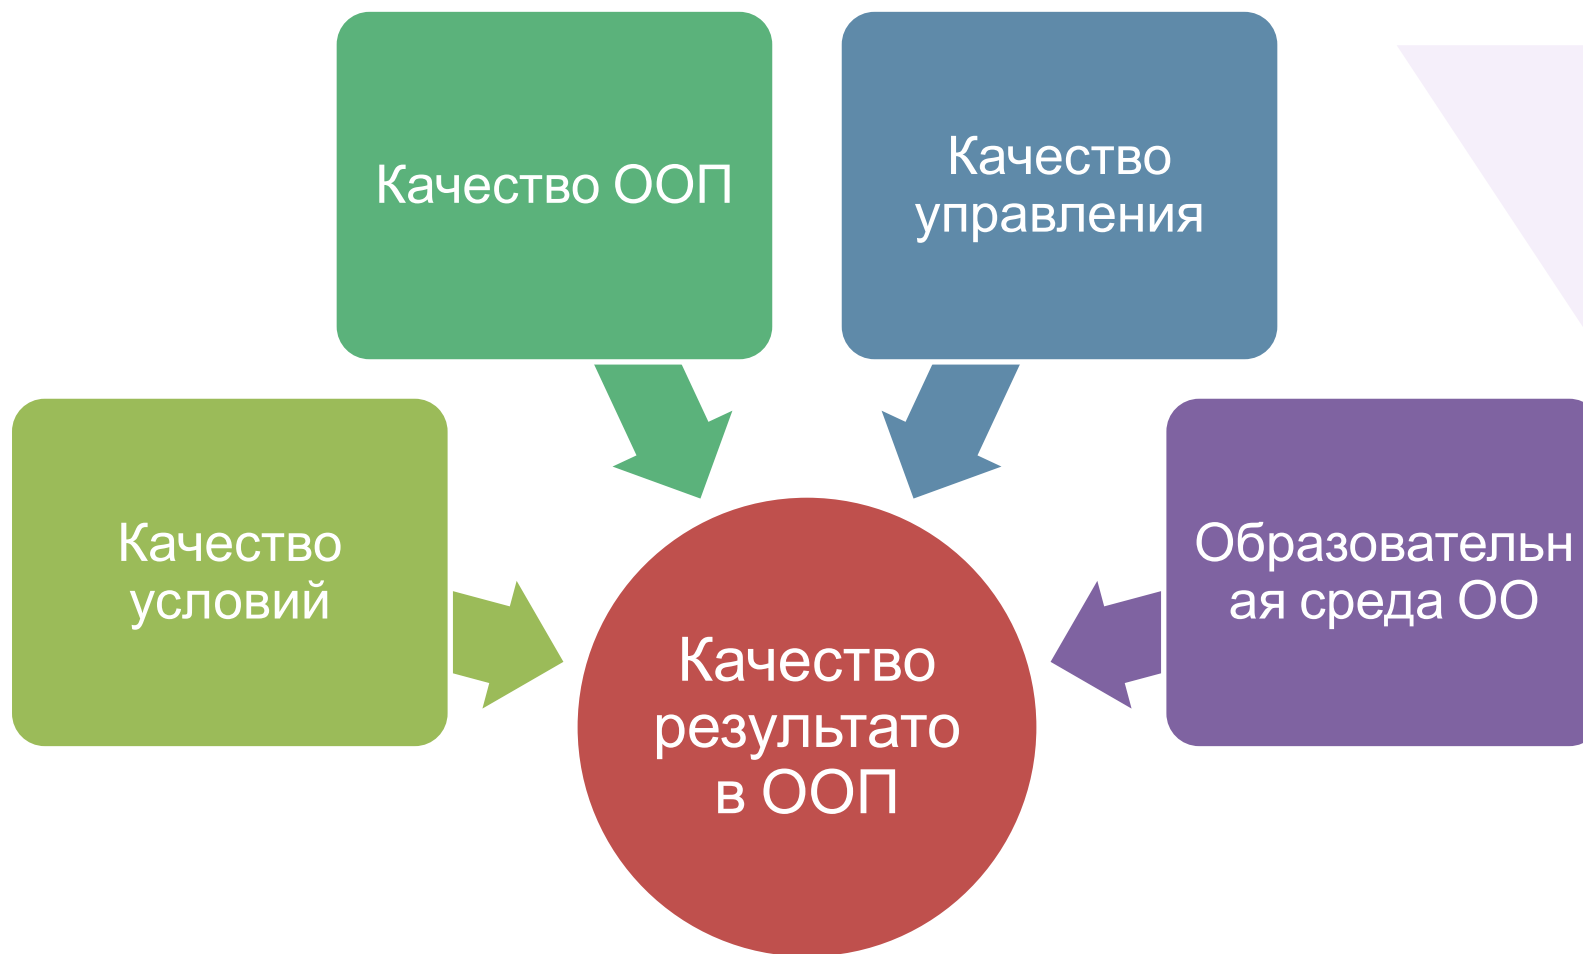 Качество ООП
Качество
управления
Качество
условий
Образовательн
ая среда ОО
Качество
результато
в ООП